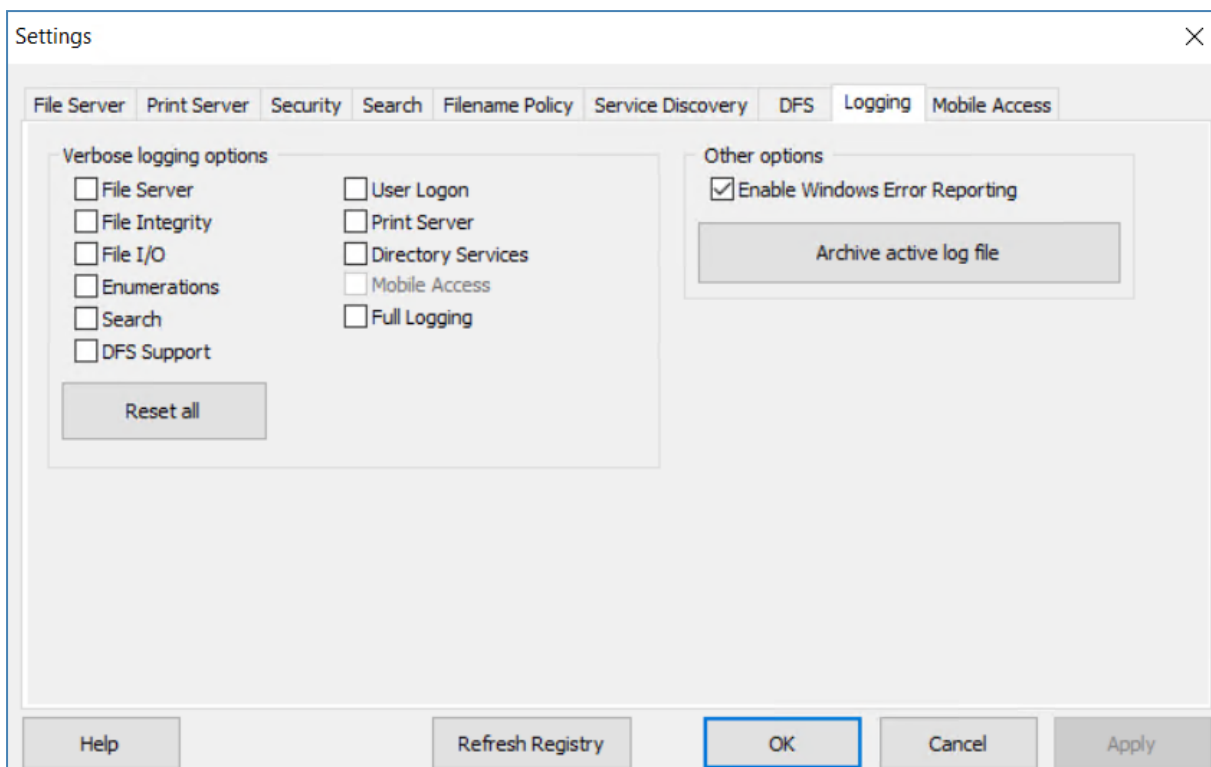 Settings
File Server Print Server Security Search Filename Policy Service Discovery DFS Logging Mobile Access
Verbose logging options
File Server
File Integrity
File I/O
Enumerations
Search
DFS Support
User Logon
Print Server
Directory Services
Mobile Access
Full Logging
Reset all
Other options
Enable Windows Error Reporting
Archive active log file
Help Refresh Registry OK Cancel Apply